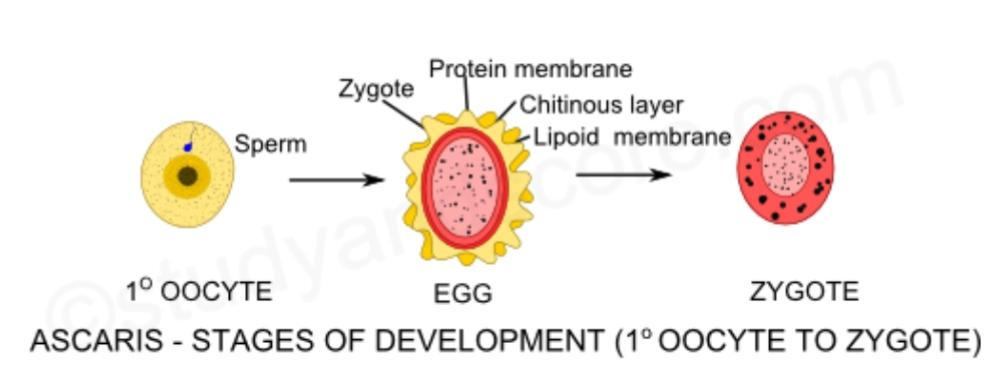 Protein membrane
Zygote
Chitinous layer
Lipoid membrane
Sperm
1O OOCYTE
EGG
ZYGOTE
ASCARIS - STAGES OF DEVELOPMENT (1o OOCYTE TO ZYGOTE)